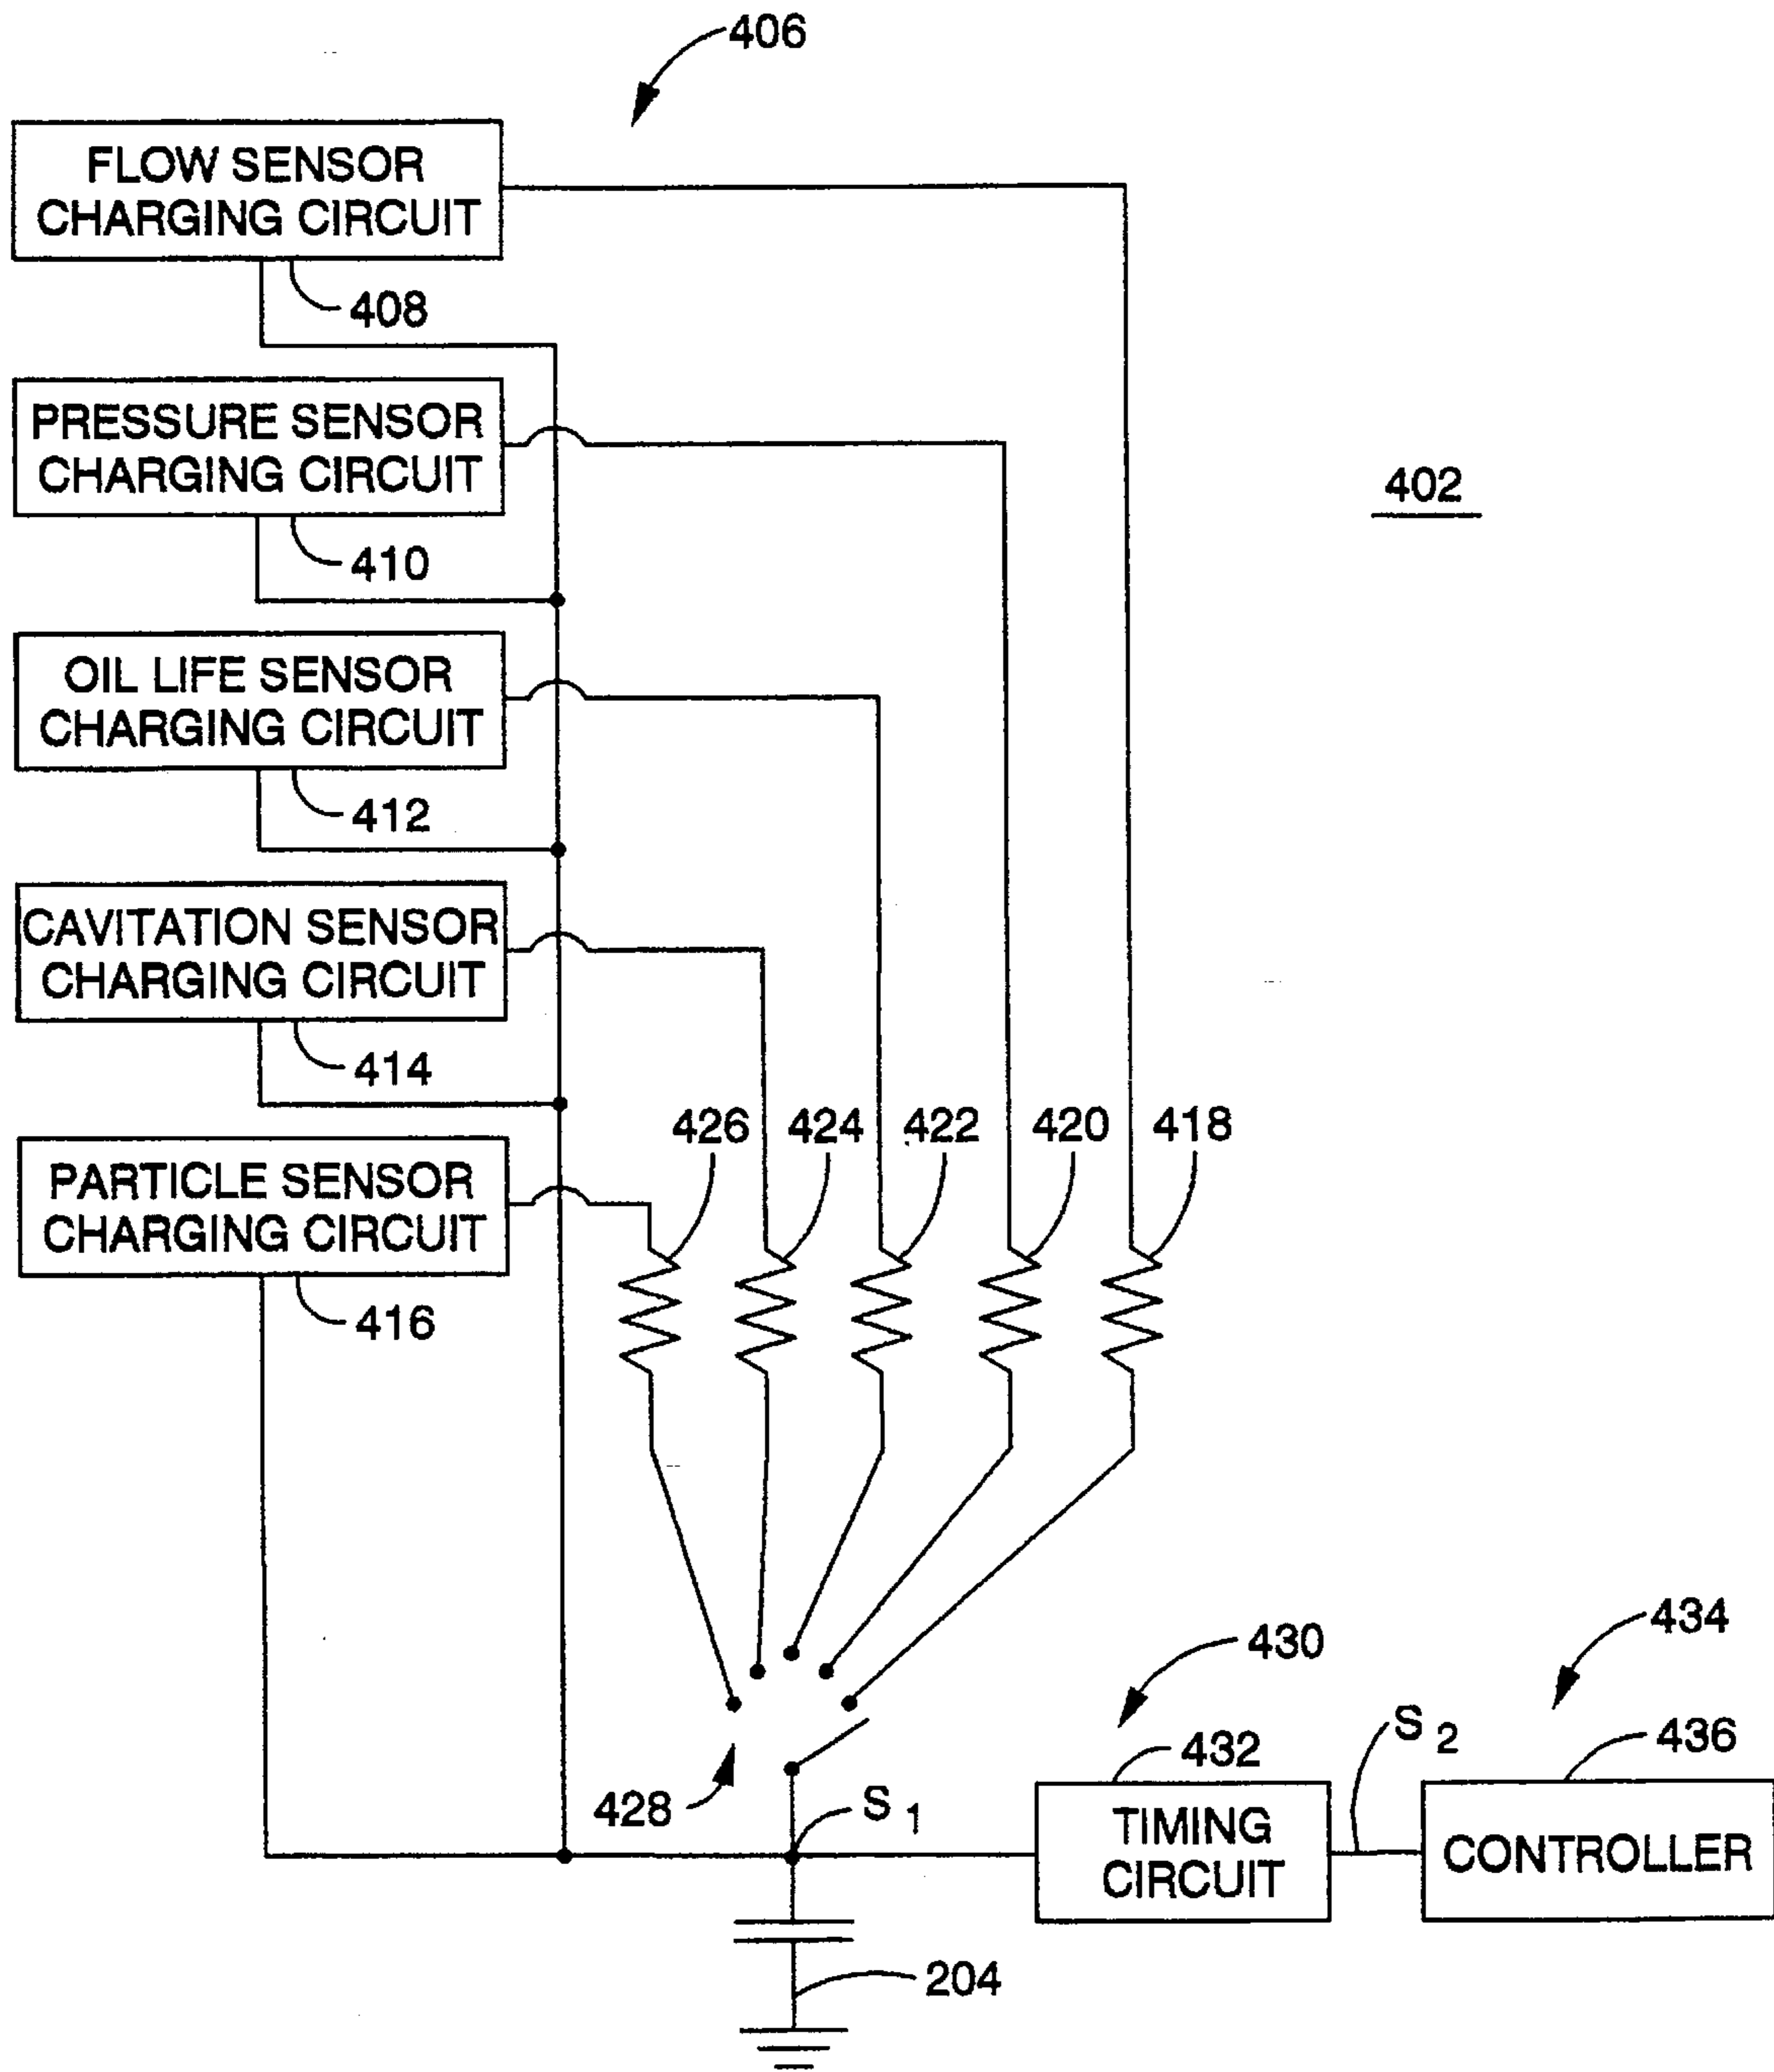 406
FLOW SENSOR
CHARGING CIRCUIT
408
PRESSURE SENSOR
CHARGING CIRCUIT
402
410
OIL LIFE SENSOR
CHARGING CIRCUIT
412
CAVITATION SENSOR
CHARGING CIRCUIT
414
426 424 422 420 418
PARTICLE SENSOR
CHARGING CIRCUIT
416
430
434
S 2
432
436
428
S 1
TIMING
CIRCUIT
CONTROLLER
204